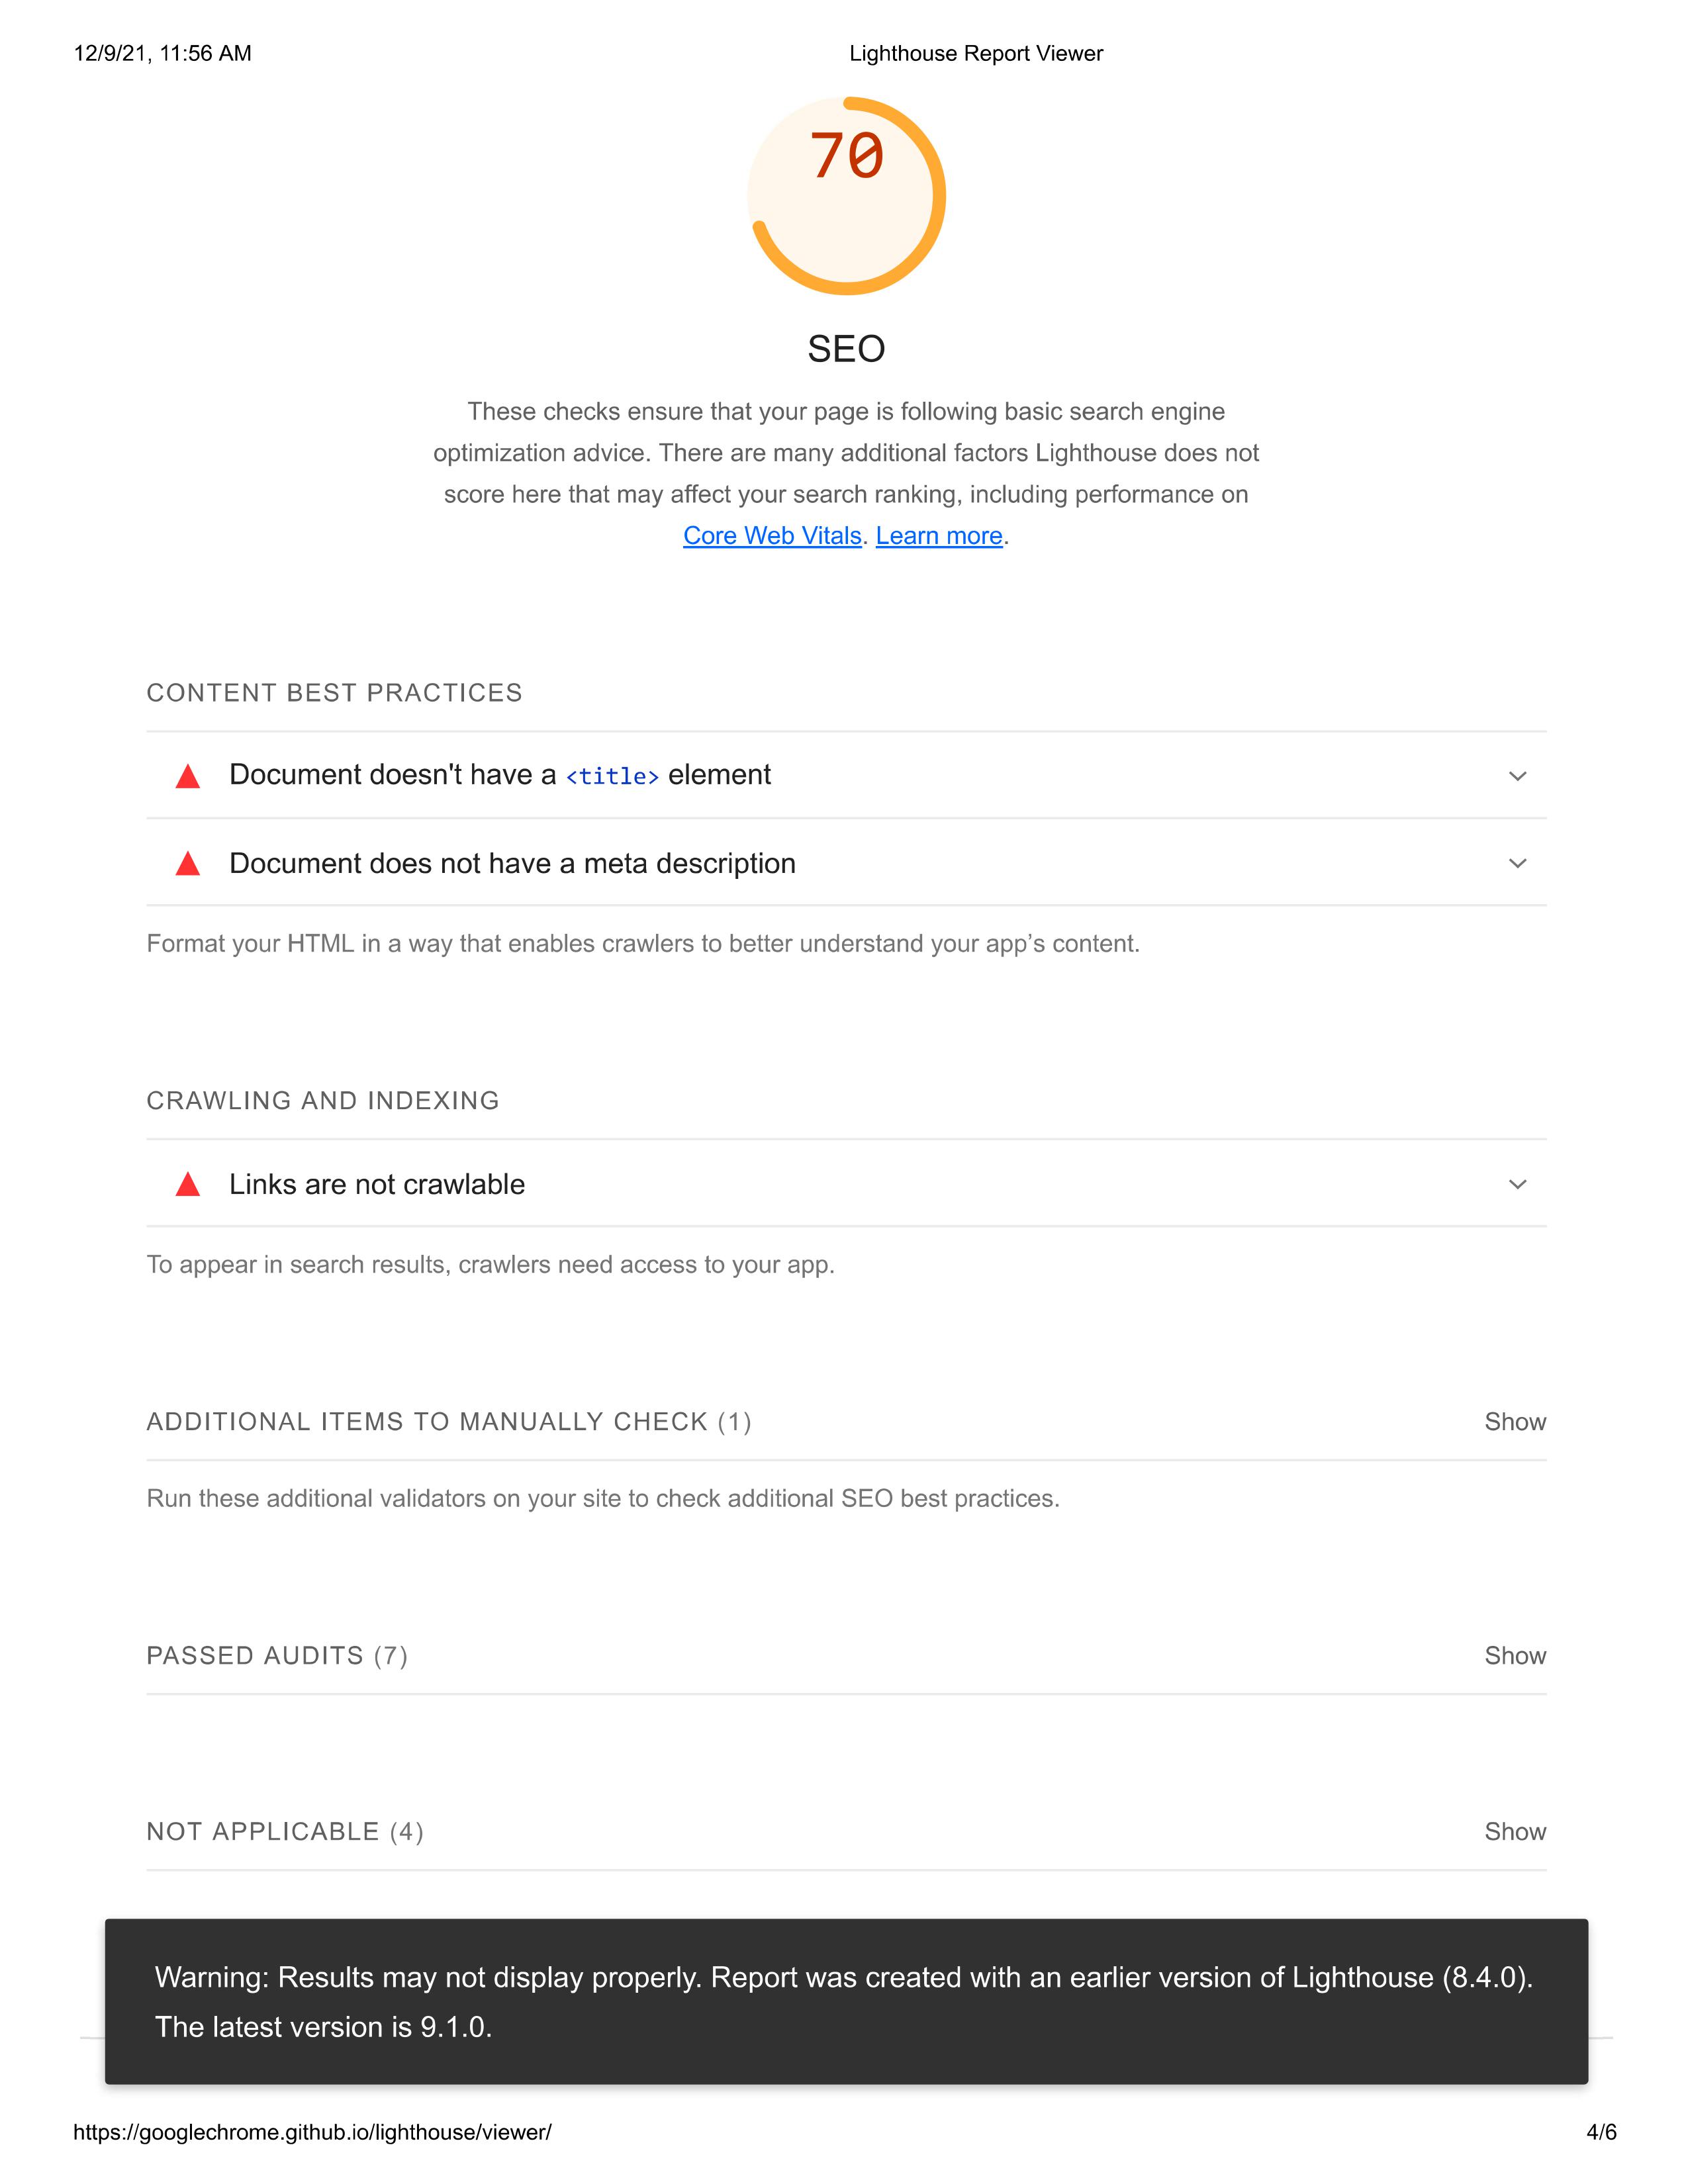 12/9/21, 11:56 AM
Lighthouse Report Viewer
70
SEO
These checks ensure that your page is following basic search engine
optimization advice. There are many additional factors Lighthouse does not
score here that may affect your search ranking, including performance on
Core Web Vitals. Learn more.
CONTENT BEST PRACTICES
Document doesn't have a <title> element
Document does not have a meta description
Format your HTML in a way that enables crawlers to better understand your app’s content.
CRAWLING AND INDEXING
Links are not crawlable
To appear in search results, crawlers need access to your app.
ADDITIONAL ITEMS TO MANUALLY CHECK (1)
Show
Run these additional validators on your site to check additional SEO best practices.
PASSED AUDITS (7)
Show
NOT APPLICABLE (4)
Show
Warning: Results may not display properly. Report was created with an earlier version of Lighthouse (8.4.0).
The latest version is 9.1.0.
https://googlechrome.github.io/lighthouse/viewer/
4/6